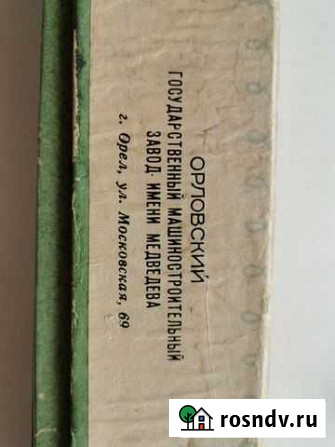 ОРЛОВСКИЙ
ГОСУДАРСТВЕННЫЙ МАШИНОСТРОИТЕЛЬНЫЙ
ЗАВОД ИМЕНИ МЕДВЕДЕВА
г. Орел, ул. Московская, 69
rosndv.ru